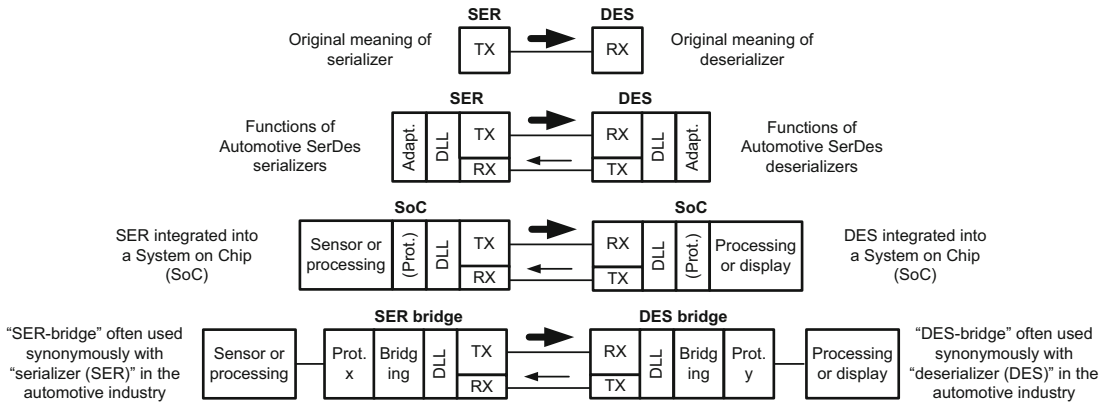 SER
DES
Original meaning of
serializer
TX
RX
Original meaning of
deserializer
SER
DES
Functions of
Automotive SerDes
serializers
Adapt.
DLL
TX
RX
RX
TX
DLL
Adapt.
Functions of
Automotive SerDes
deserializers
SoC
SoC
SER integrated into
a System on Chip
(SoC)
Sensor or
processing
(Prot.)
DLL
TX
RX
RX
TX
DLL
(Prot.)
Processing
or display
DES integrated into
a System on Chip
(SoC)
SER bridge
DES bridge
“SER-bridge” often used
synonymously with
“serializer (SER)” in the
automotive industry
Sensor or
processing
Prot.
x
Bridg
ing
DLL
TX
RX
RX
TX
DLL
Bridg
ing
Prot.
y
Processing
or display
“DES-bridge” often used
synonymously with
“deserializer (DES)” in the
automotive industry